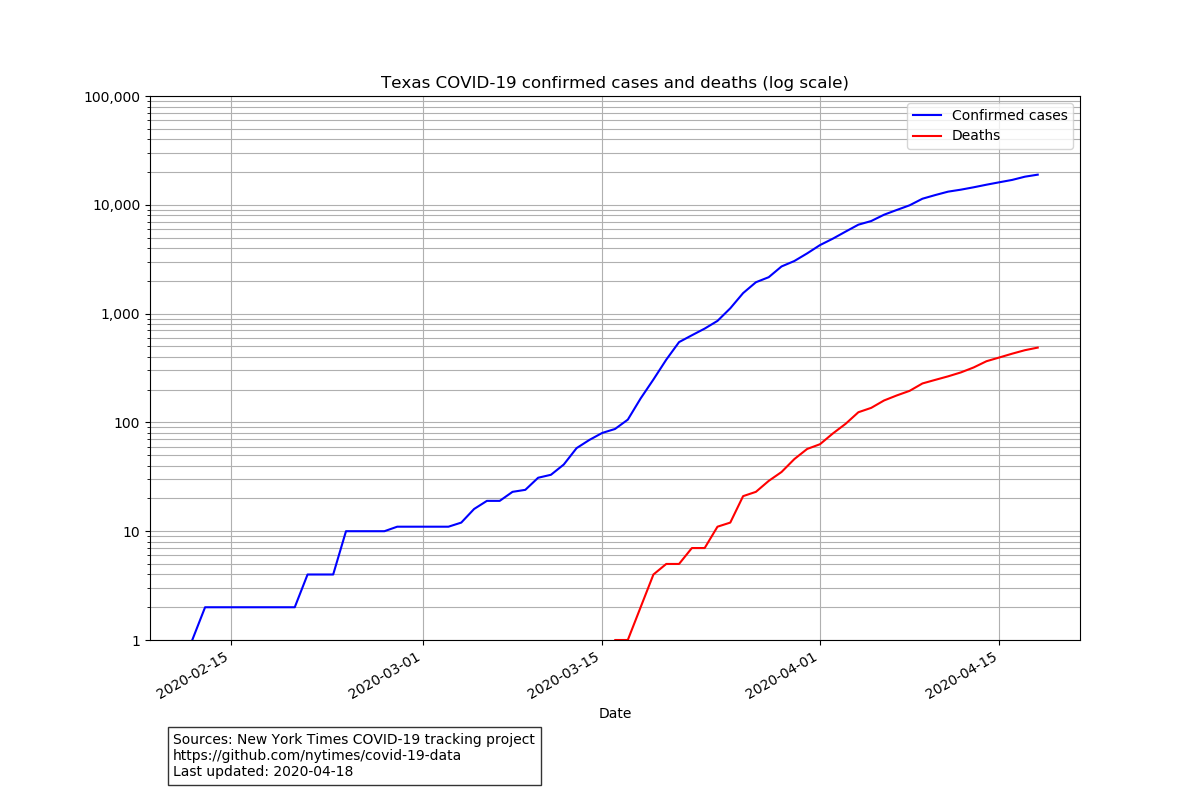 Texas COVID-19 confirmed cases and deaths (log scale)
100,000
10,000
1,000
100
10
1
Confirmed cases
Deaths
2020-02-15
2020-03-01
2020-03-15
2020-04-01
2020-04-15
Date
Sources: New York Times COVID-19 tracking project
https://github.com/nytimes/covid-19-data
Last updated: 2020-04-18